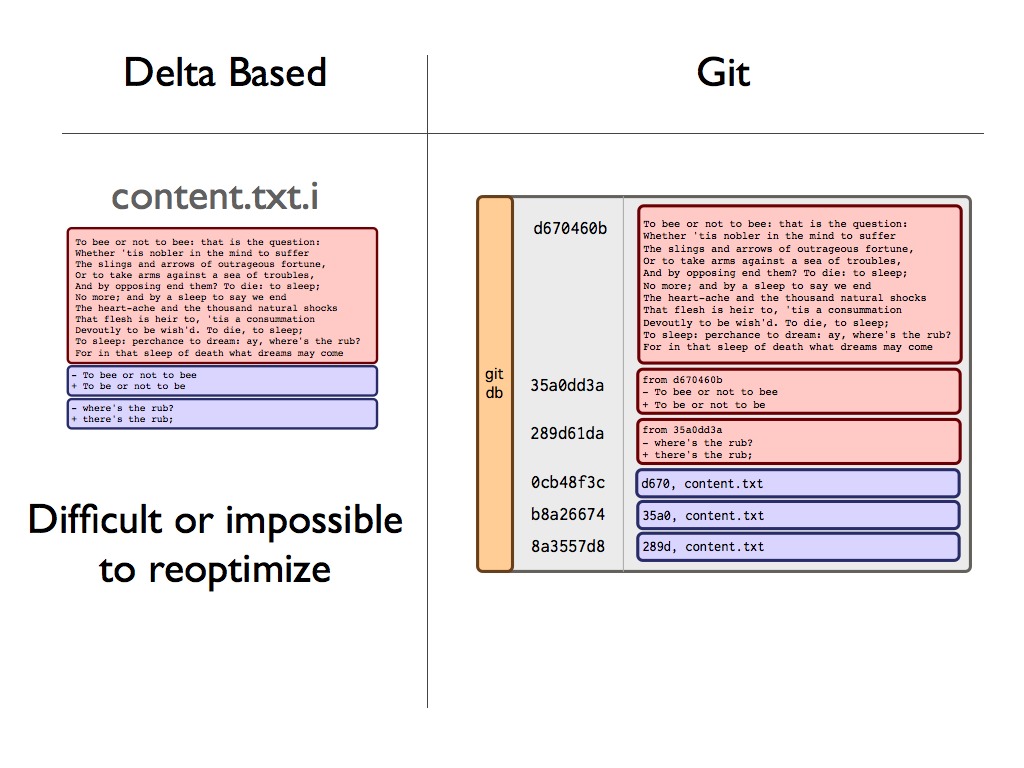 Delta Based
Git
content.txt.i
To bee or not to bee: that is the question:
Whether 'tis nobler in the mind to suffer
The slings and arrows of outrageous fortune,
Or to take arms against a sea of troubles,
And by opposing end them? To die: to sleep;
No more; and by a sleep to say we end
The heart-ache and the thousand natural shocks
That flesh is heir to, 'tis a consummation
Devoutly to be wish'd. To die, to sleep;
To sleep: perchance to dream: ay, where's the rub?
For in that sleep of death what dreams may come
- To bee or not to bee
+ To be or not to be
- where's the rub?
+ there's the rub;
Difficult or impossible
to reoptimize
git
db
d670460b
To bee or not to bee: that is the question:
Whether 'tis nobler in the mind to suffer
The slings and arrows of outrageous fortune,
Or to take arms against a sea of troubles,
And by opposing end them? To die: to sleep;
No more; and by a sleep to say we end
The heart-ache and the thousand natural shocks
That flesh is heir to, 'tis a consummation
Devoutly to be wish'd. To die, to sleep;
To sleep: perchance to dream: ay, where's the rub?
For in that sleep of death what dreams may come
35a0dd3a
from d670460b
- To bee or not to bee
+ To be or not to be
289d61da
from 35a0dd3a
- where's the rub?
+ there's the rub;
0cb48f3c
d670, content.txt
b8a26674
35a0, content.txt
8a3557d8
289d, content.txt